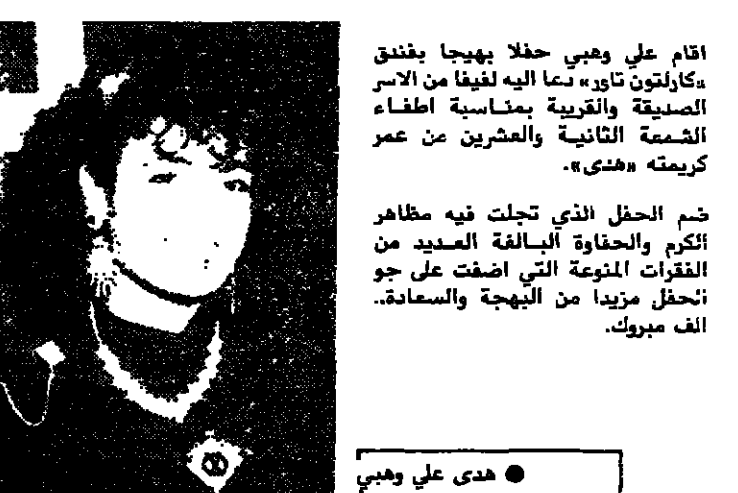 اقام علي وهبي حفلا بهيجا بفندق
«كارلتون تاور» دعا اليه لفيفا من الاسر
الصديقة والقريبة بمناسبة اطفاء
الشمعة الثانية والعشرين من عمر
كريمته «هدى».
ضم الحفل الذي تجلت فيه مظاهر
الكرم والحفاوة البالغة العديد من
الفقرات المنوعة التي اضفت على جو
الحفل مزيدا من البهجة والسعادة..
الف مبروك.
● هدى علي وهبي